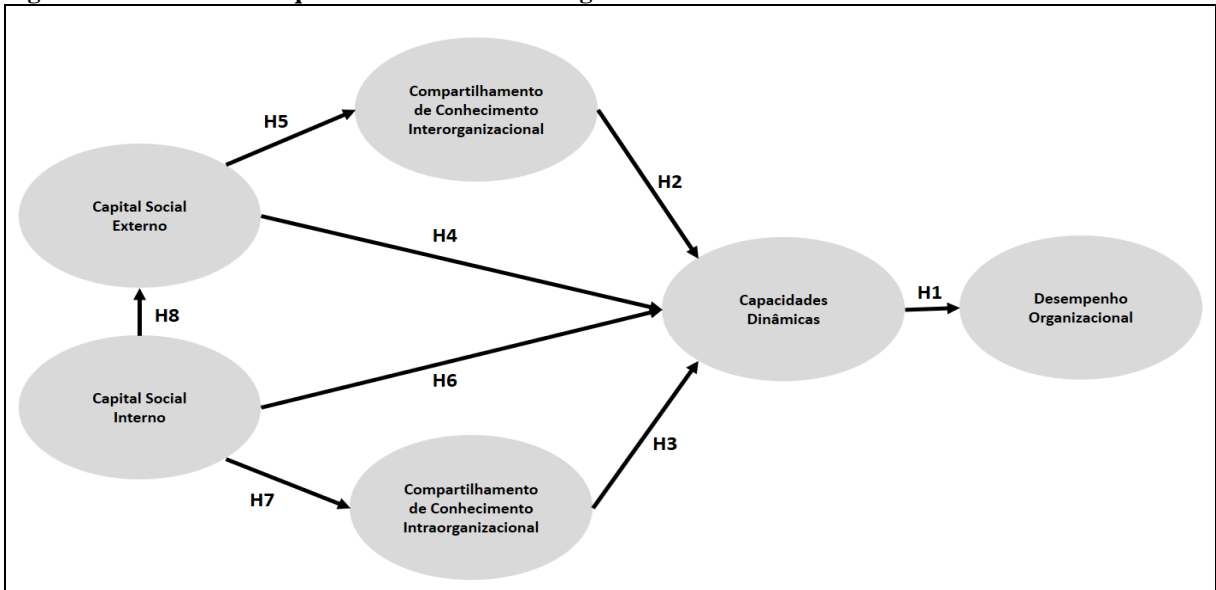 Compartilhamento
de Conhecimento
Interorganizacional
H5
H2
Capital Social
Externo
H4
Capacidades
Dinâmicas
H1
Desempenho
Organizacional
H8
H6
Capital Social
Interno
H3
H7
Compartilhamento
de Conhecimento
Intraorganizacional